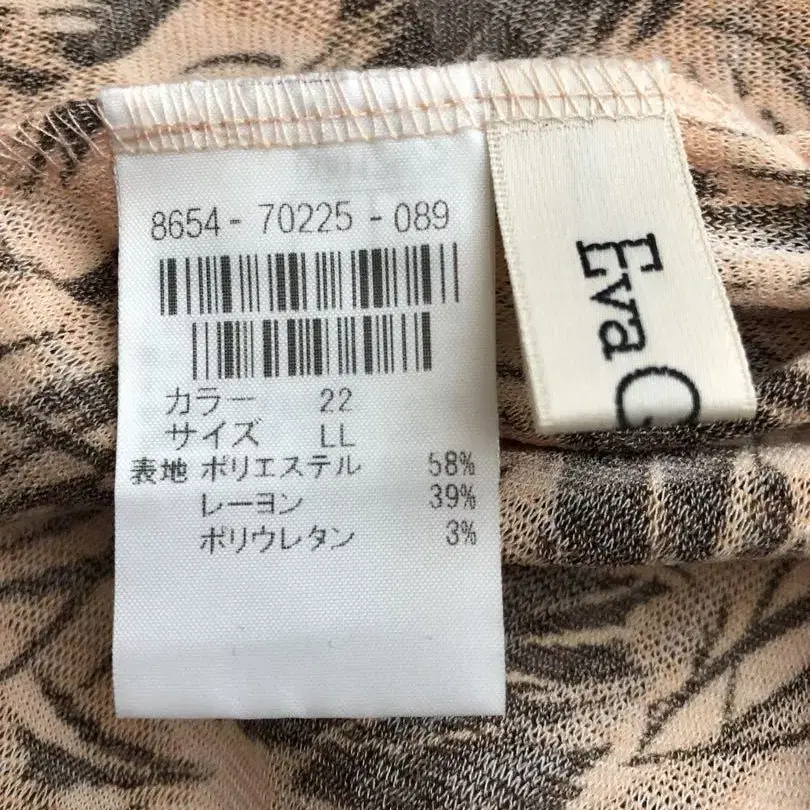 8654 - 70225 - 089
カラー 22
サイズ LL
表地 ポリエステル 58%
レーヨン 39%
ポリウレタン 3%
Eva